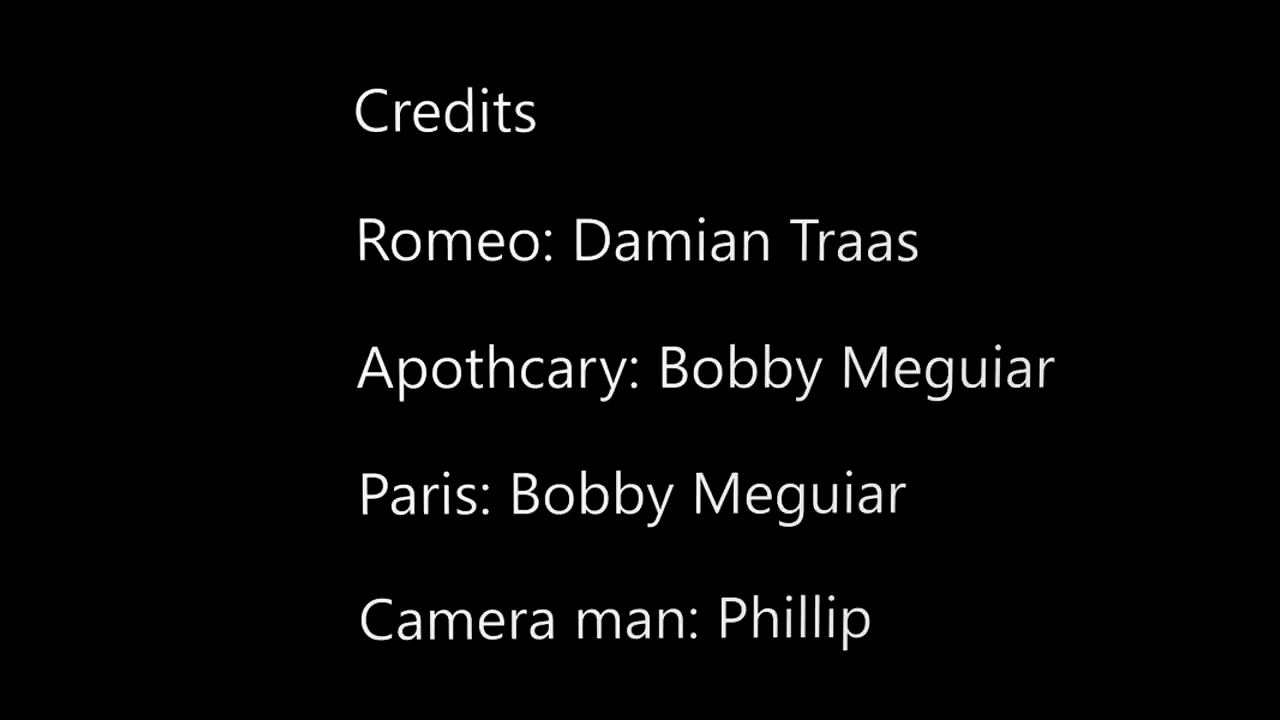 Credits
Romeo: Damian Traas
Apothcary: Bobby Meguiar
Paris: Bobby Meguiar
Camera man: Phillip